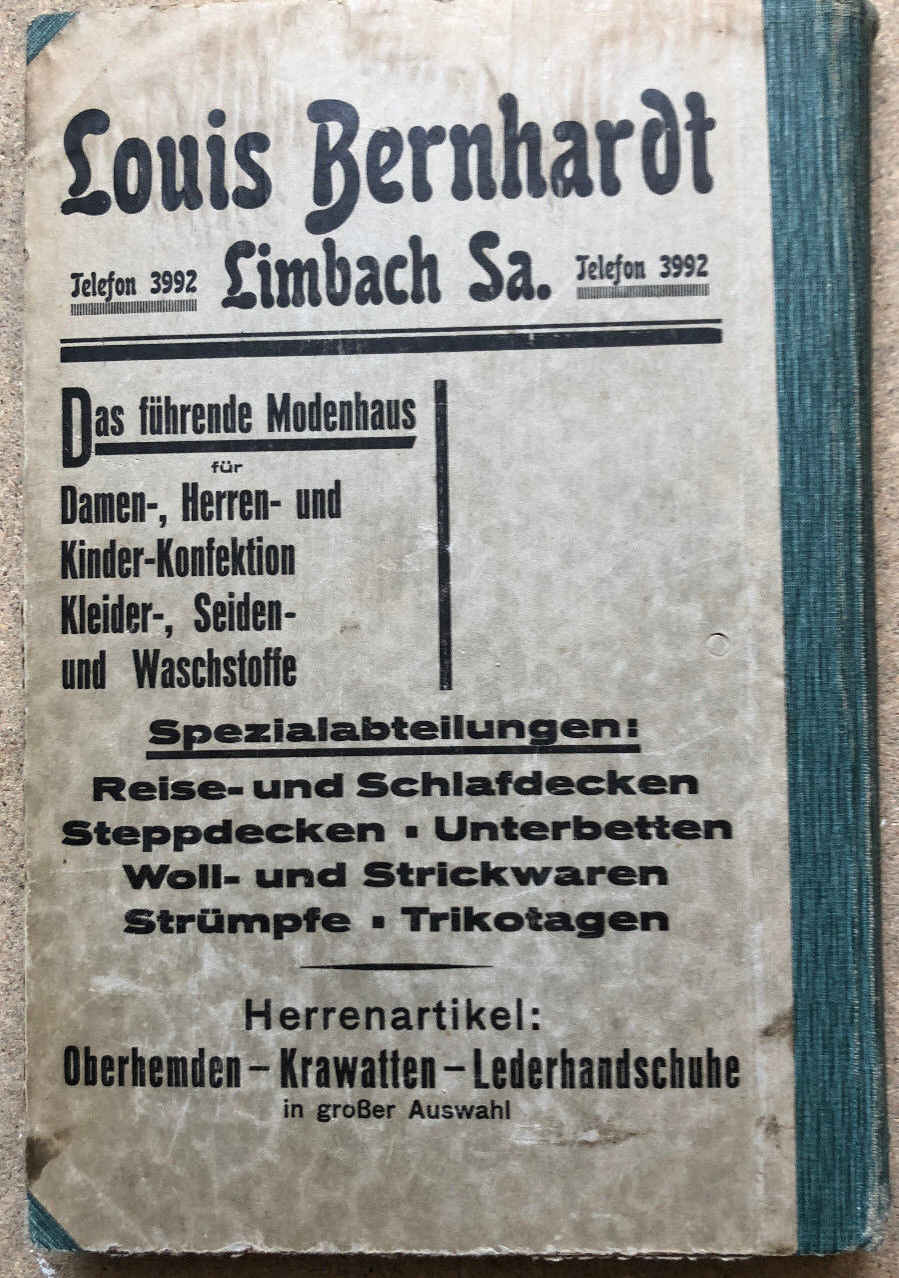 Louis Bernhardt
Telefon 3992 Limbach Sa. Telefon 3992
Das führende Modenhaus
für
Damen-, Herren- und
Kinder-Konfektion
Kleider-, Seiden-
und Waschstoffe
Spezialabteilungen:
Reise- und Schlafdecken
Steppdecken ▪ Unterbetten
Woll- und Strickwaren
Strümpfe ▪ Trikotagen
Herrenartikel:
Oberhemden – Krawatten – Lederhandschuhe
in großer Auswahl